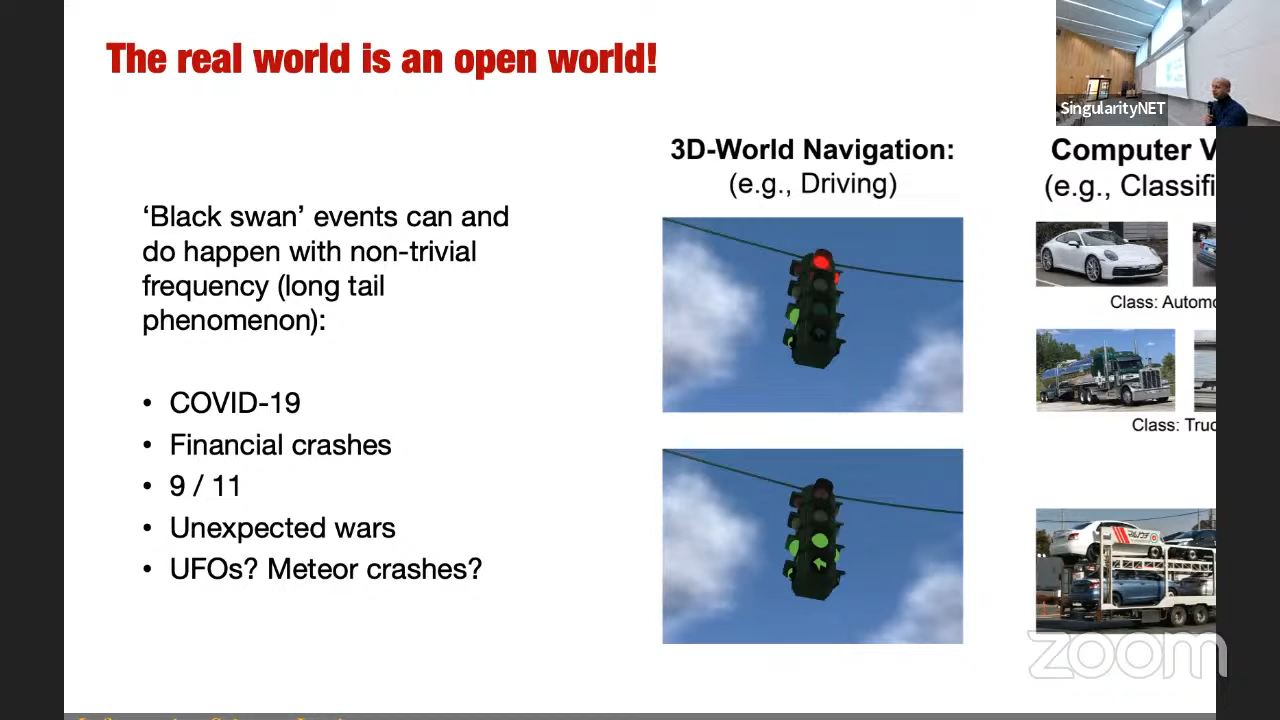 The real world is an open world!
SingularityNET
‘Black swan’ events can and
do happen with non-trivial
frequency (long tail
phenomenon):
• COVID-19
• Financial crashes
• 9 / 11
• Unexpected wars
• UFOs? Meteor crashes?
3D-World Navigation:
(e.g., Driving)
Computer V
(e.g., Classifi
Class: Automo
Class: Truc
zoom